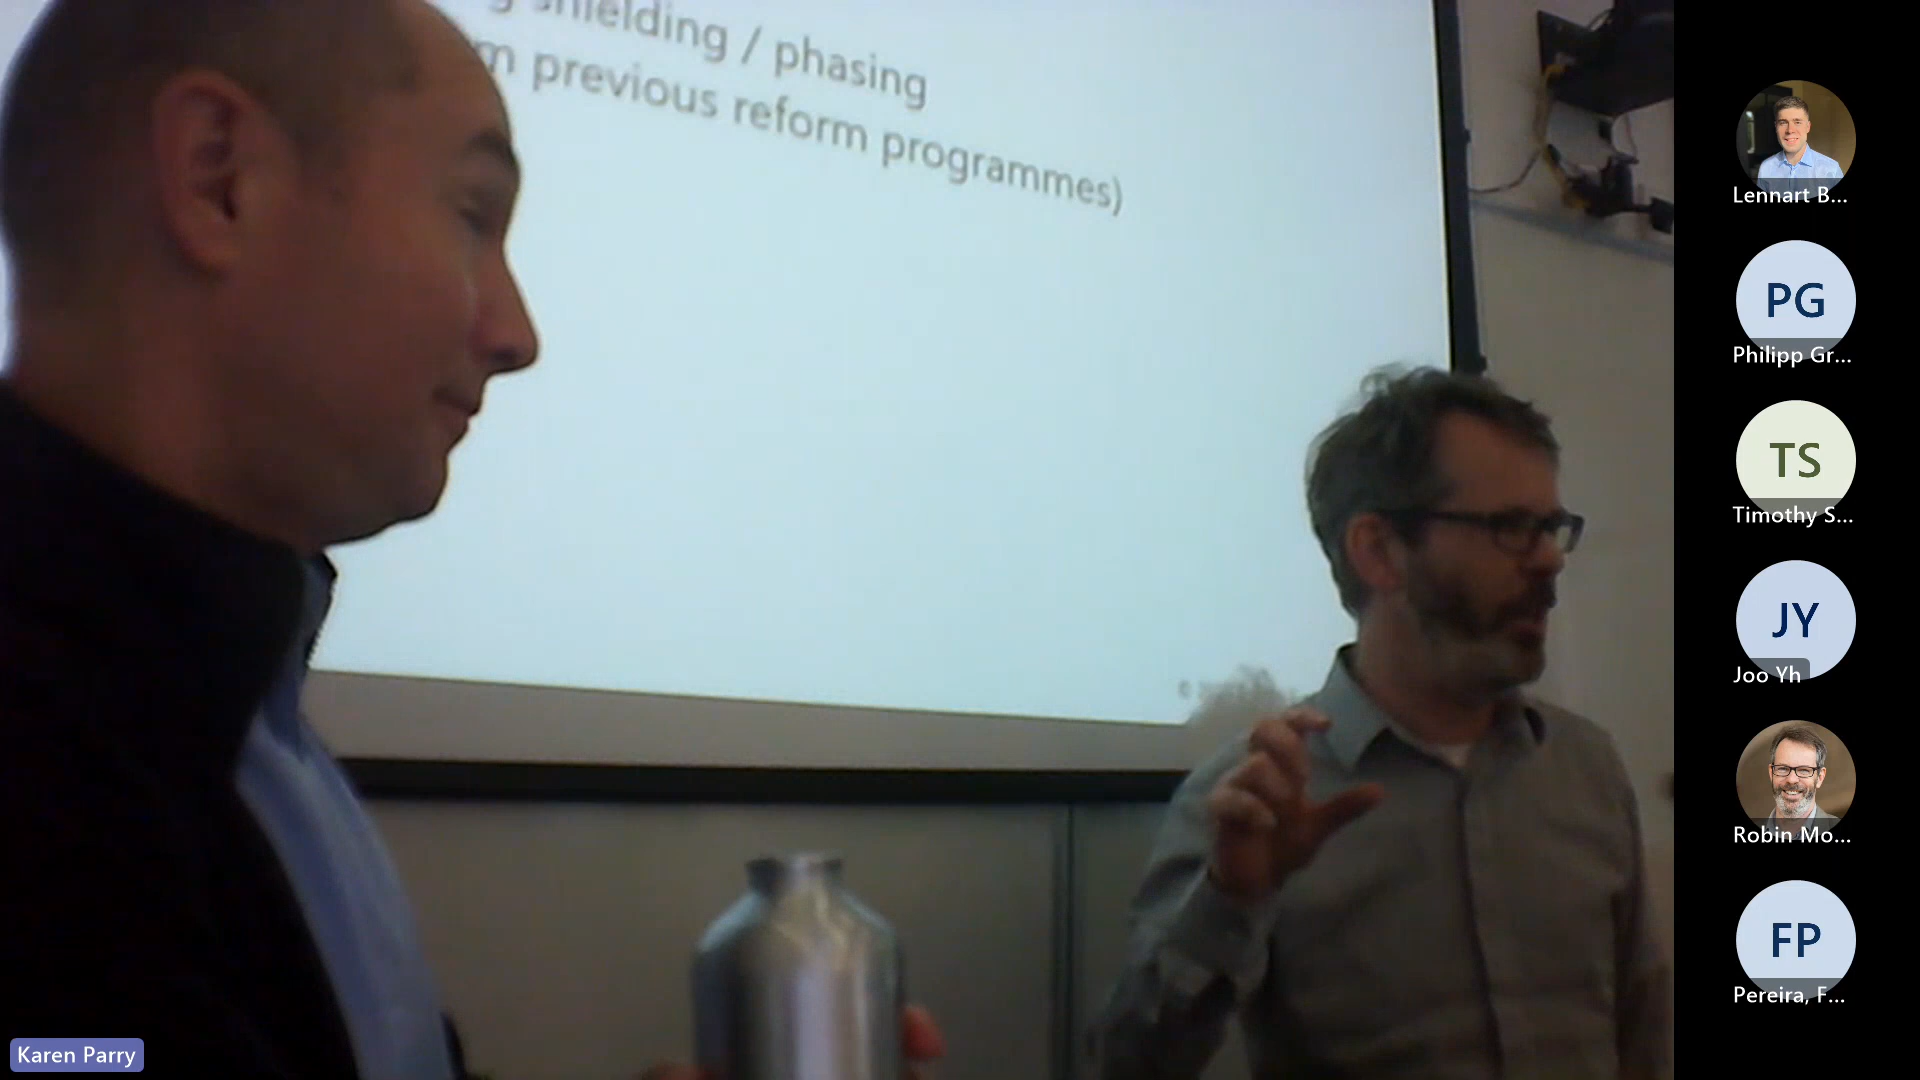 shielding / phasing
previous reform programmes)
Lennart B...
PG
Philipp Gr...
TS
Timothy S...
JY
Joo Yh
Robin Mo...
FP
Pereira, F...
Karen Parry